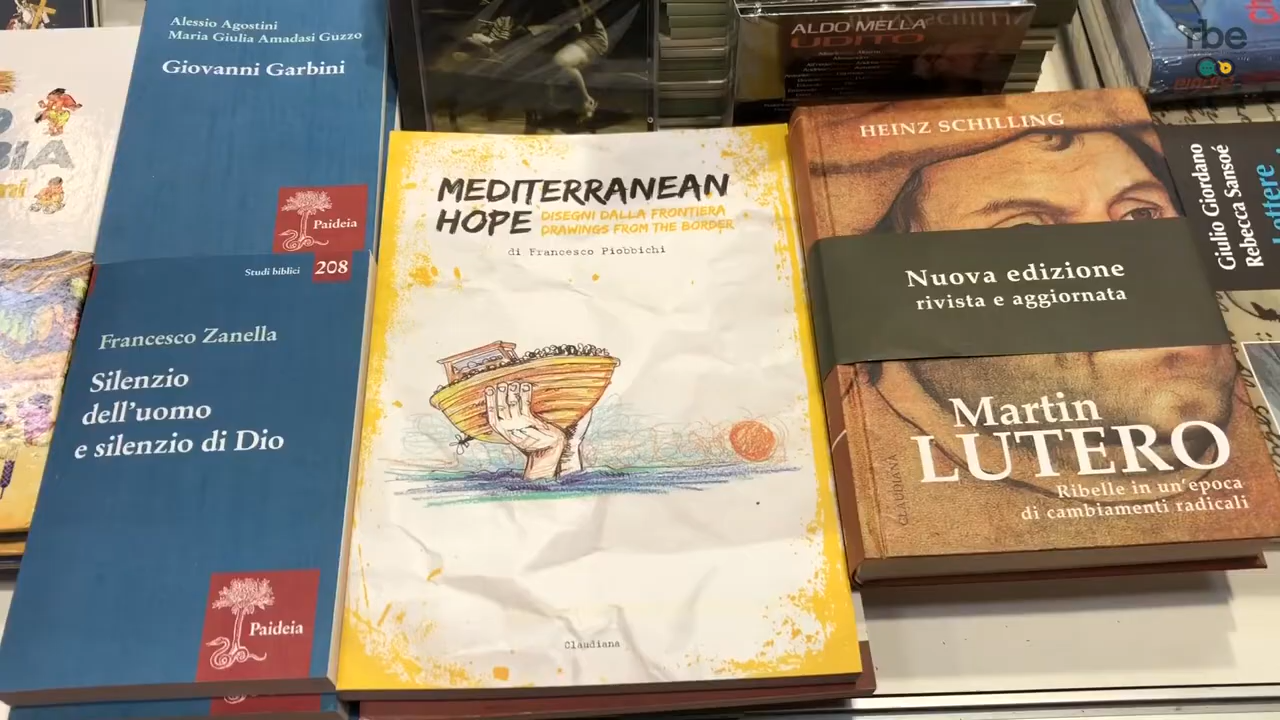 Alessio Agostini
Maria Giulia Amadasi Guzzo
Giovanni Garbini
Paideia
Studi biblici 208
Francesco Zanella
Silenzio
dell'uomo
e silenzio di Dio
Paideia
MEDITERRANEAN
HOPE
DISEGNI DALLA FRONTIERA
DRAWINGS FROM THE BORDER
di Francesco Piobbichi
Claudiana
ALDO MELLA
UDITO
HEINZ SCHILLING
Nuova edizione
rivista e aggiornata
Martin
LUTERO
Ribelle in un'epoca
di cambiamenti radicali
CLAUDIANA
Giulio Giordano
Rebecca Sansoé
Lettere
rbe